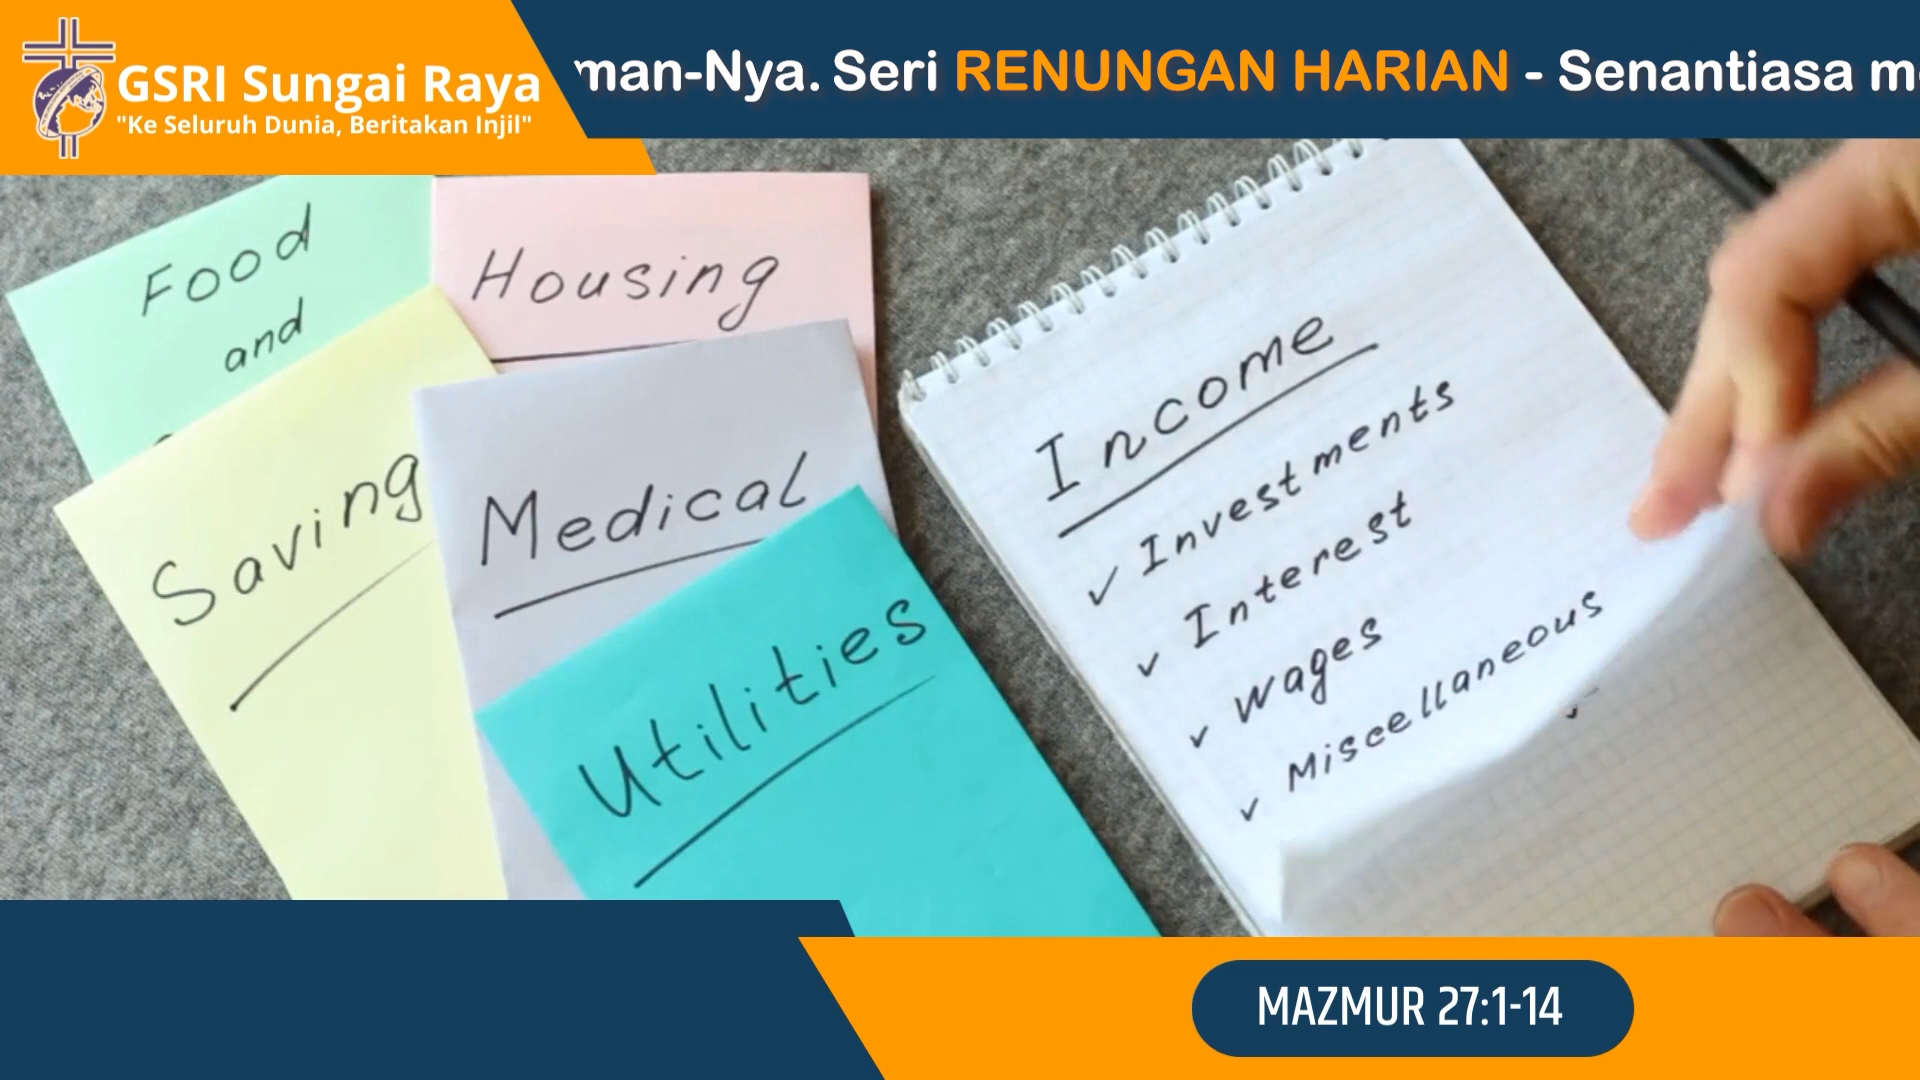 GSRI Sungai Raya
"Ke Seluruh Dunia, Beritakan Injil"
man-Nya. Seri RENUNGAN HARIAN - Senantiasa m
Food
and
Housing
Saving
Medical
Utilities
Income
✓ Investments
✓ Interest
✓ Wages
✓ Miscellaneous
MAZMUR 27:1-14